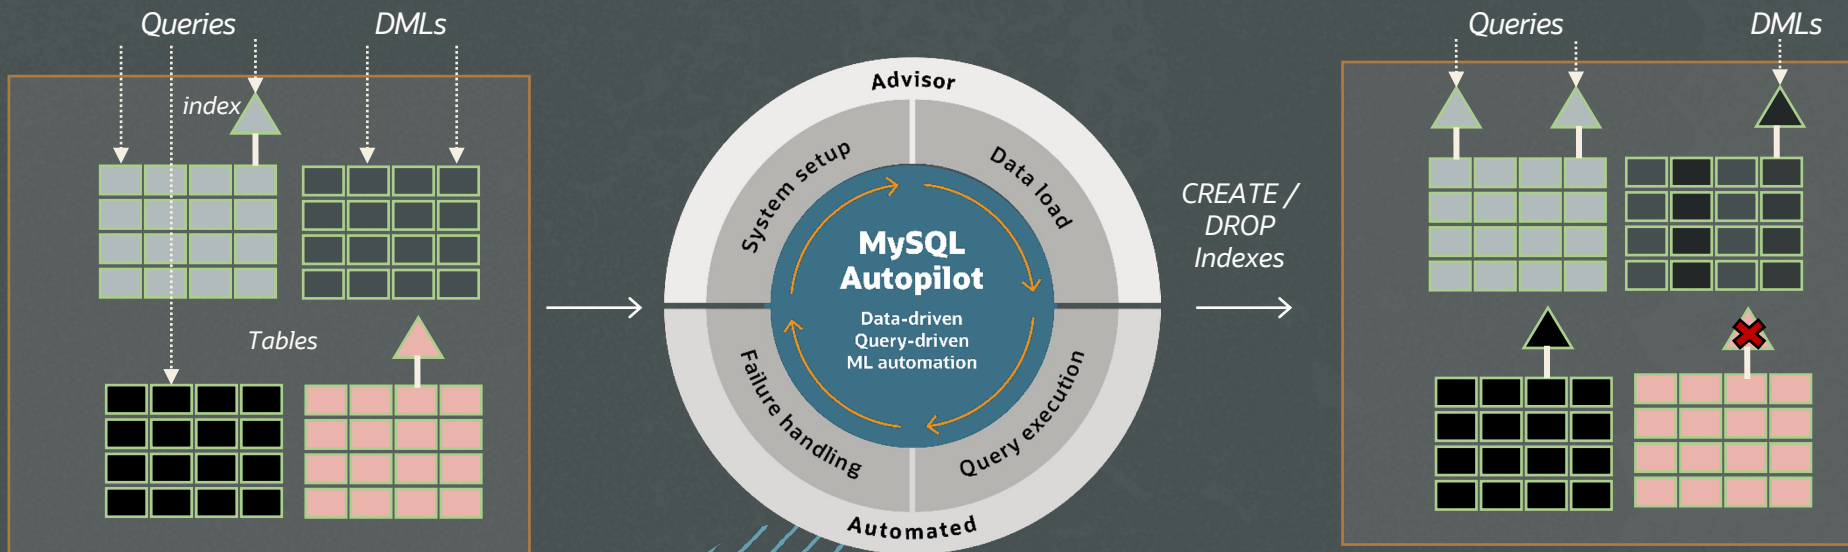 Queries
DMLs
index
Tables
Advisor
System setup
Data load
MySQL
Autopilot
Data-driven
Query-driven
ML automation
Failure handling
Query execution
Automated
CREATE /
DROP
Indexes
Queries
DMLs